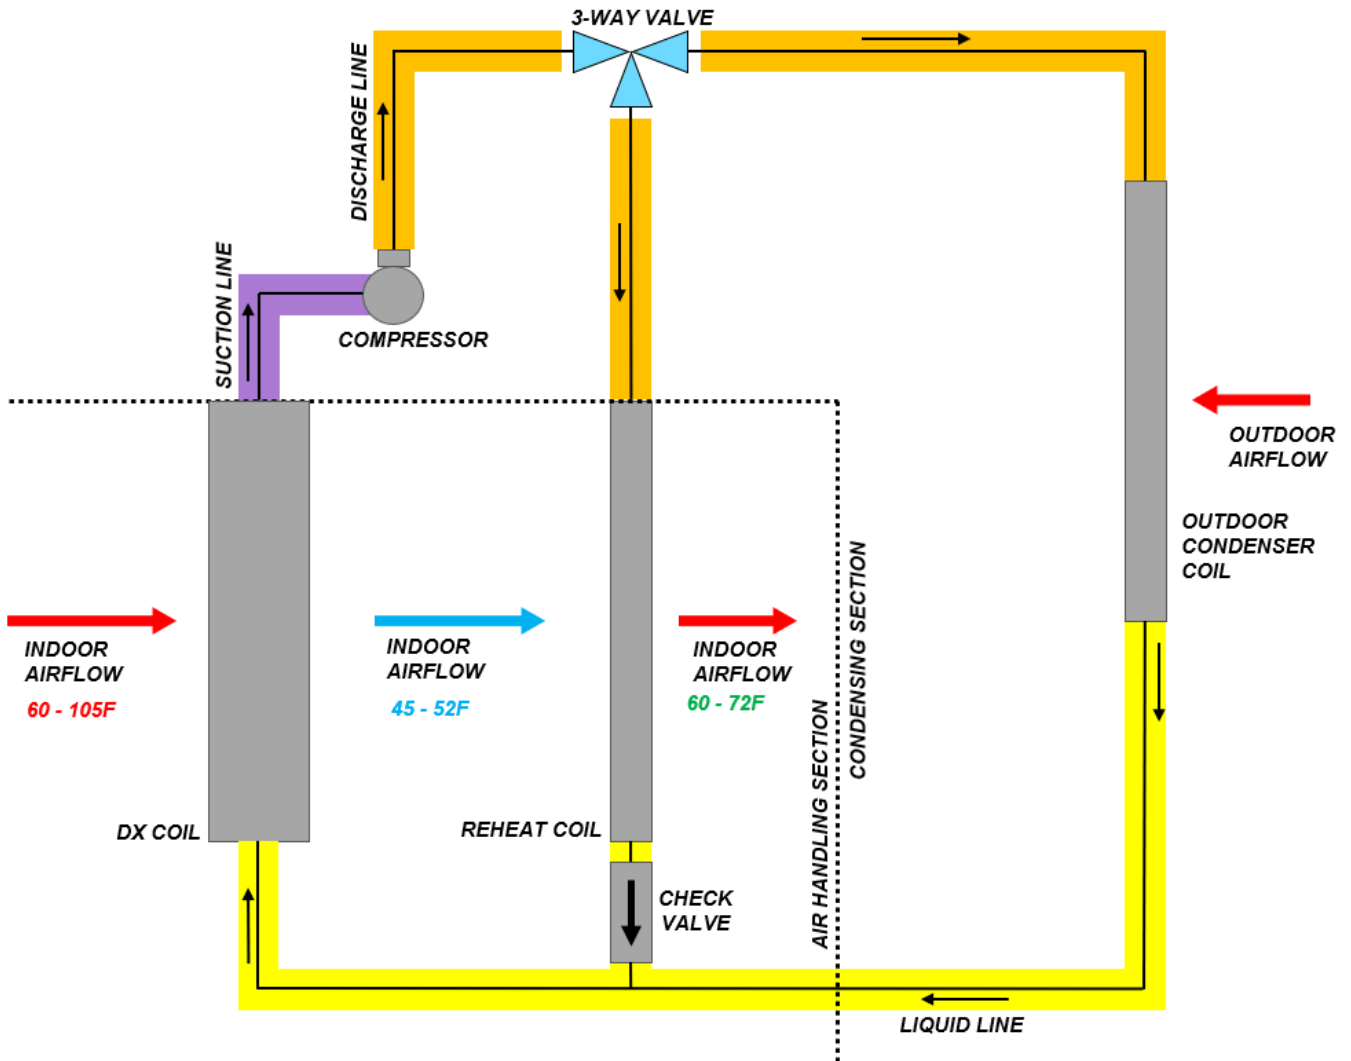 3-WAY VALVE
DISCHARGE LINE
SUCTION LINE
COMPRESSOR
OUTDOOR
AIRFLOW
OUTDOOR
CONDENSER
COIL
CONDENSING SECTION
AIR HANDLING SECTION
INDOOR
AIRFLOW
60 - 105F
INDOOR
AIRFLOW
45 - 52F
INDOOR
AIRFLOW
60 - 72F
DX COIL
REHEAT COIL
CHECK
VALVE
LIQUID LINE